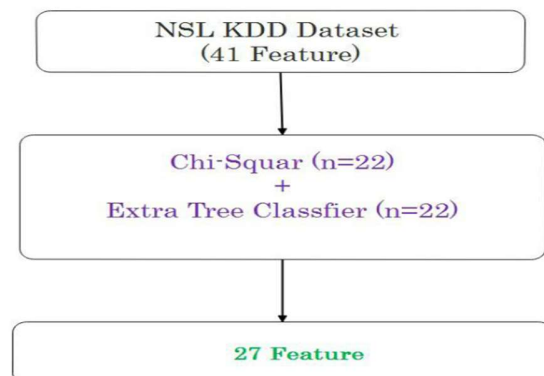 NSL KDD Dataset
(41 Feature)
Chi-Squar (n=22)
+
Extra Tree Classfier (n=22)
27 Feature